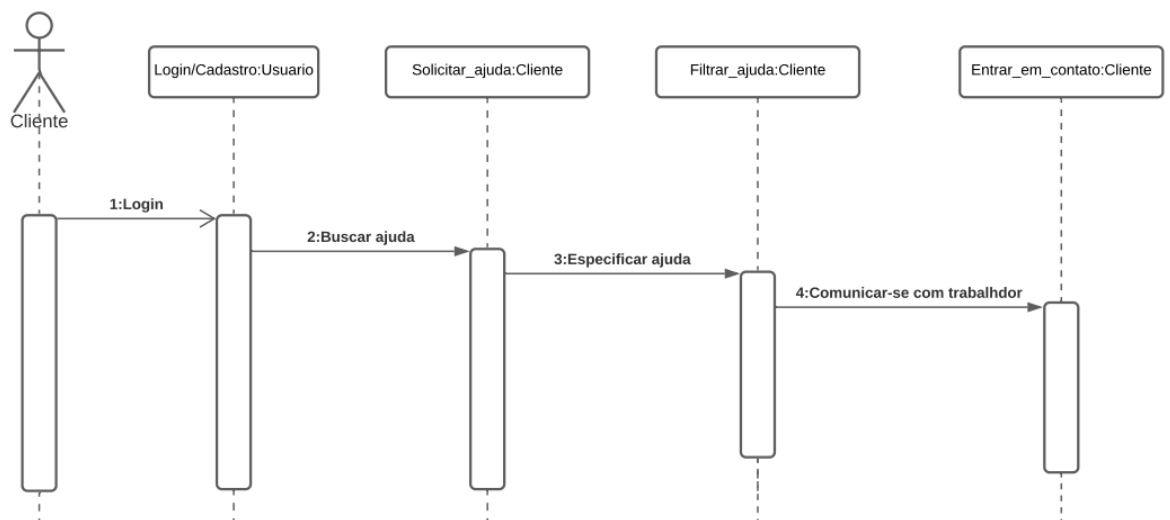 Cliente
Login/Cadastro:Usuario
Solicitar_ajuda:Cliente
Filtrar_ajuda:Cliente
Entrar_em_contato:Cliente
1:Login
2:Buscar ajuda
3:Especificar ajuda
4:Comunicar-se com trabalhdor